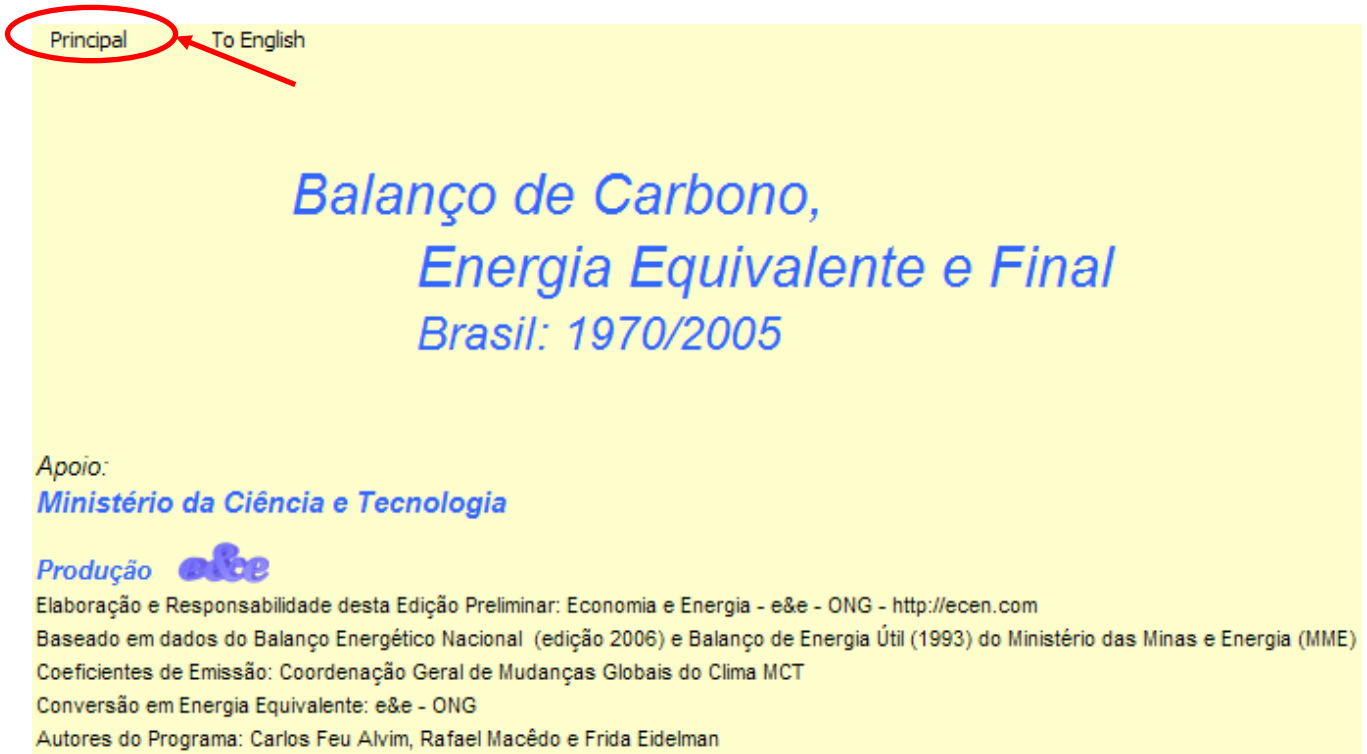 Principal To English
Balanço de Carbono,
Energia Equivalente e Final
Brasil: 1970/2005
Apoio:
Ministério da Ciência e Tecnologia
Produção e&e
Elaboração e Responsabilidade desta Edição Preliminar: Economia e Energia - e&e - ONG - http://ecen.com
Baseado em dados do Balanço Energético Nacional (edição 2006) e Balanço de Energia Útil (1993) do Ministério das Minas e Energia (MME)
Coeficientes de Emissão: Coordenação Geral de Mudanças Globais do Clima MCT
Conversão em Energia Equivalente: e&e - ONG
Autores do Programa: Carlos Feu Alvim, Rafael Macêdo e Frida Eidelman